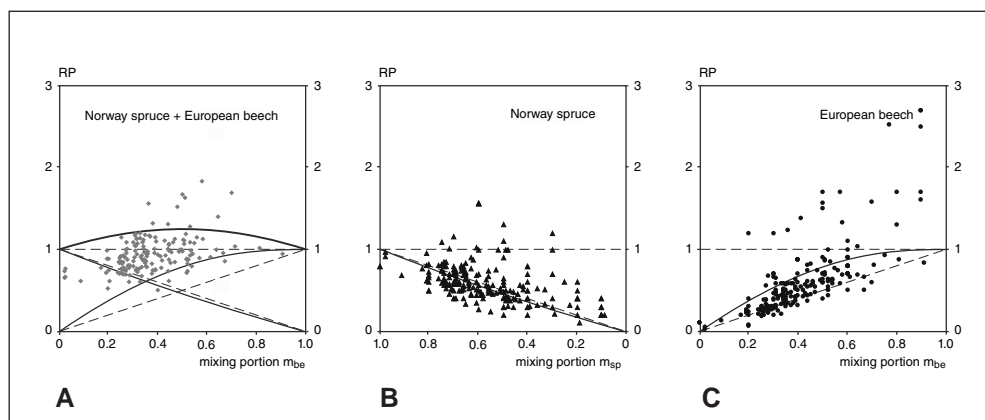 RP
3 3
Norway spruce + European beech
2 2
1 1
0 0
0 0.2 0.4 0.6 0.8 1.0
mixing portion mbe
A
RP
3 3
Norway spruce
2 2
1 1
0 0
1.0 0.8 0.6 0.4 0.2 0
mixing portion msp
B
RP
3 3
European beech
2 2
1 1
0 0
0 0.2 0.4 0.6 0.8 1.0
mixing portion mbe
C